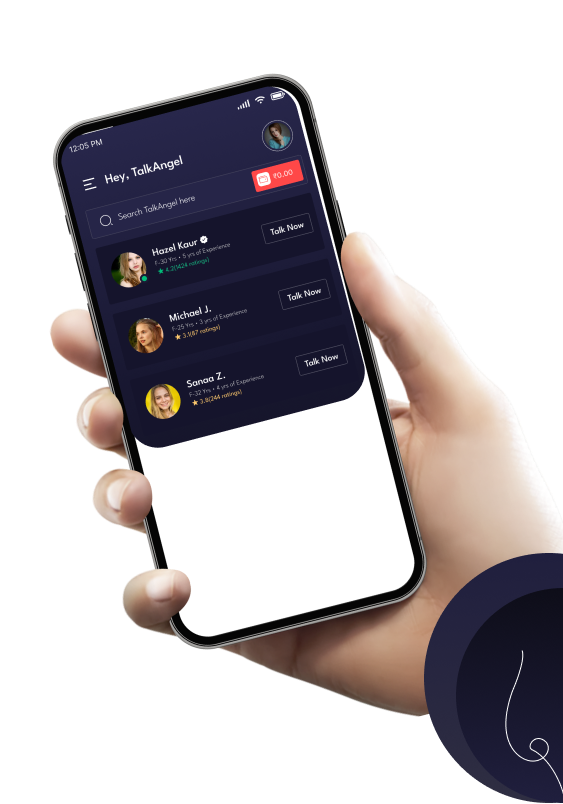 12:05 PM
Hey, TalkAngel
Search TalkAngel here
₹0.00
Hazel Kaur
F-30 Yrs • 5 yrs of Experience
4.2(1424 ratings)
Talk Now
Michael J.
F-25 Yrs • 3 yrs of Experience
3.1(87 ratings)
Talk Now
Sanaa Z.
F-32 Yrs • 4 yrs of Experience
3.8(244 ratings)
Talk Now